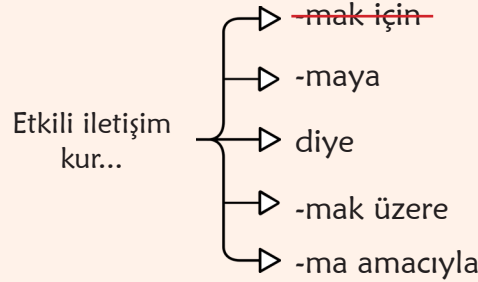 Etkili iletişim
kur...
-mak için
-maya
diye
-mak üzere
-ma amacıyla